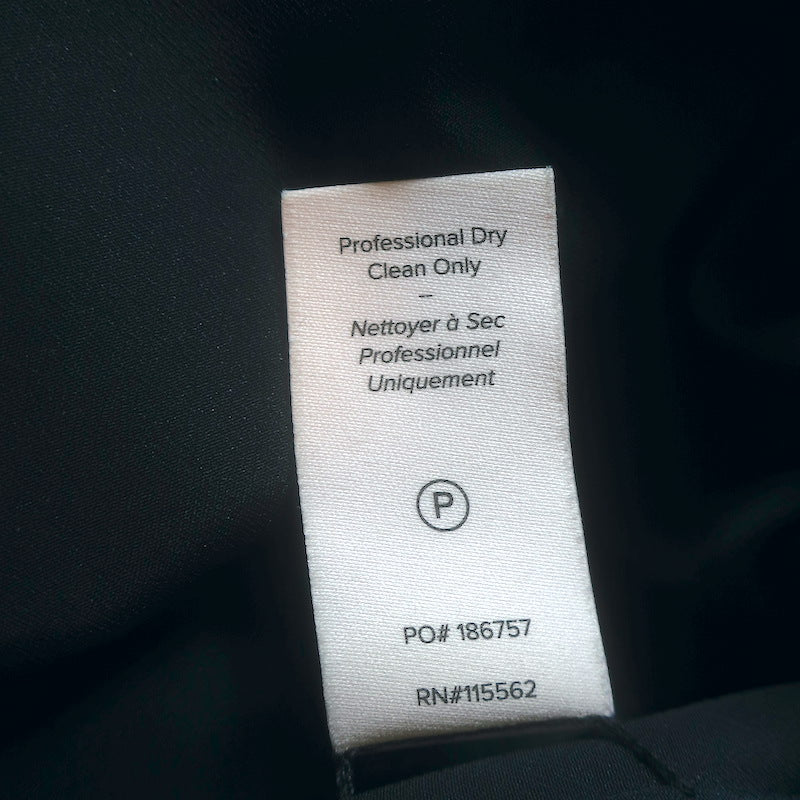 Professional Dry
Clean Only
--
Nettoyer à Sec
Professionnel
Uniquement
P
PO# 186757
RN#115562